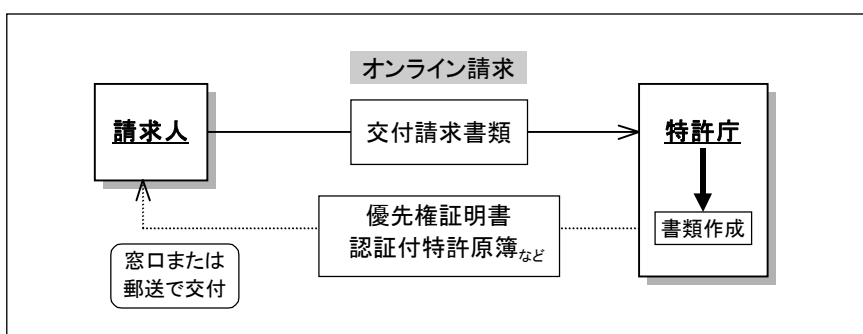 オンライン請求
請求人
交付請求書類
特許庁
書類作成
優先権証明書
認証付特許原簿など
窓口または
郵送で交付